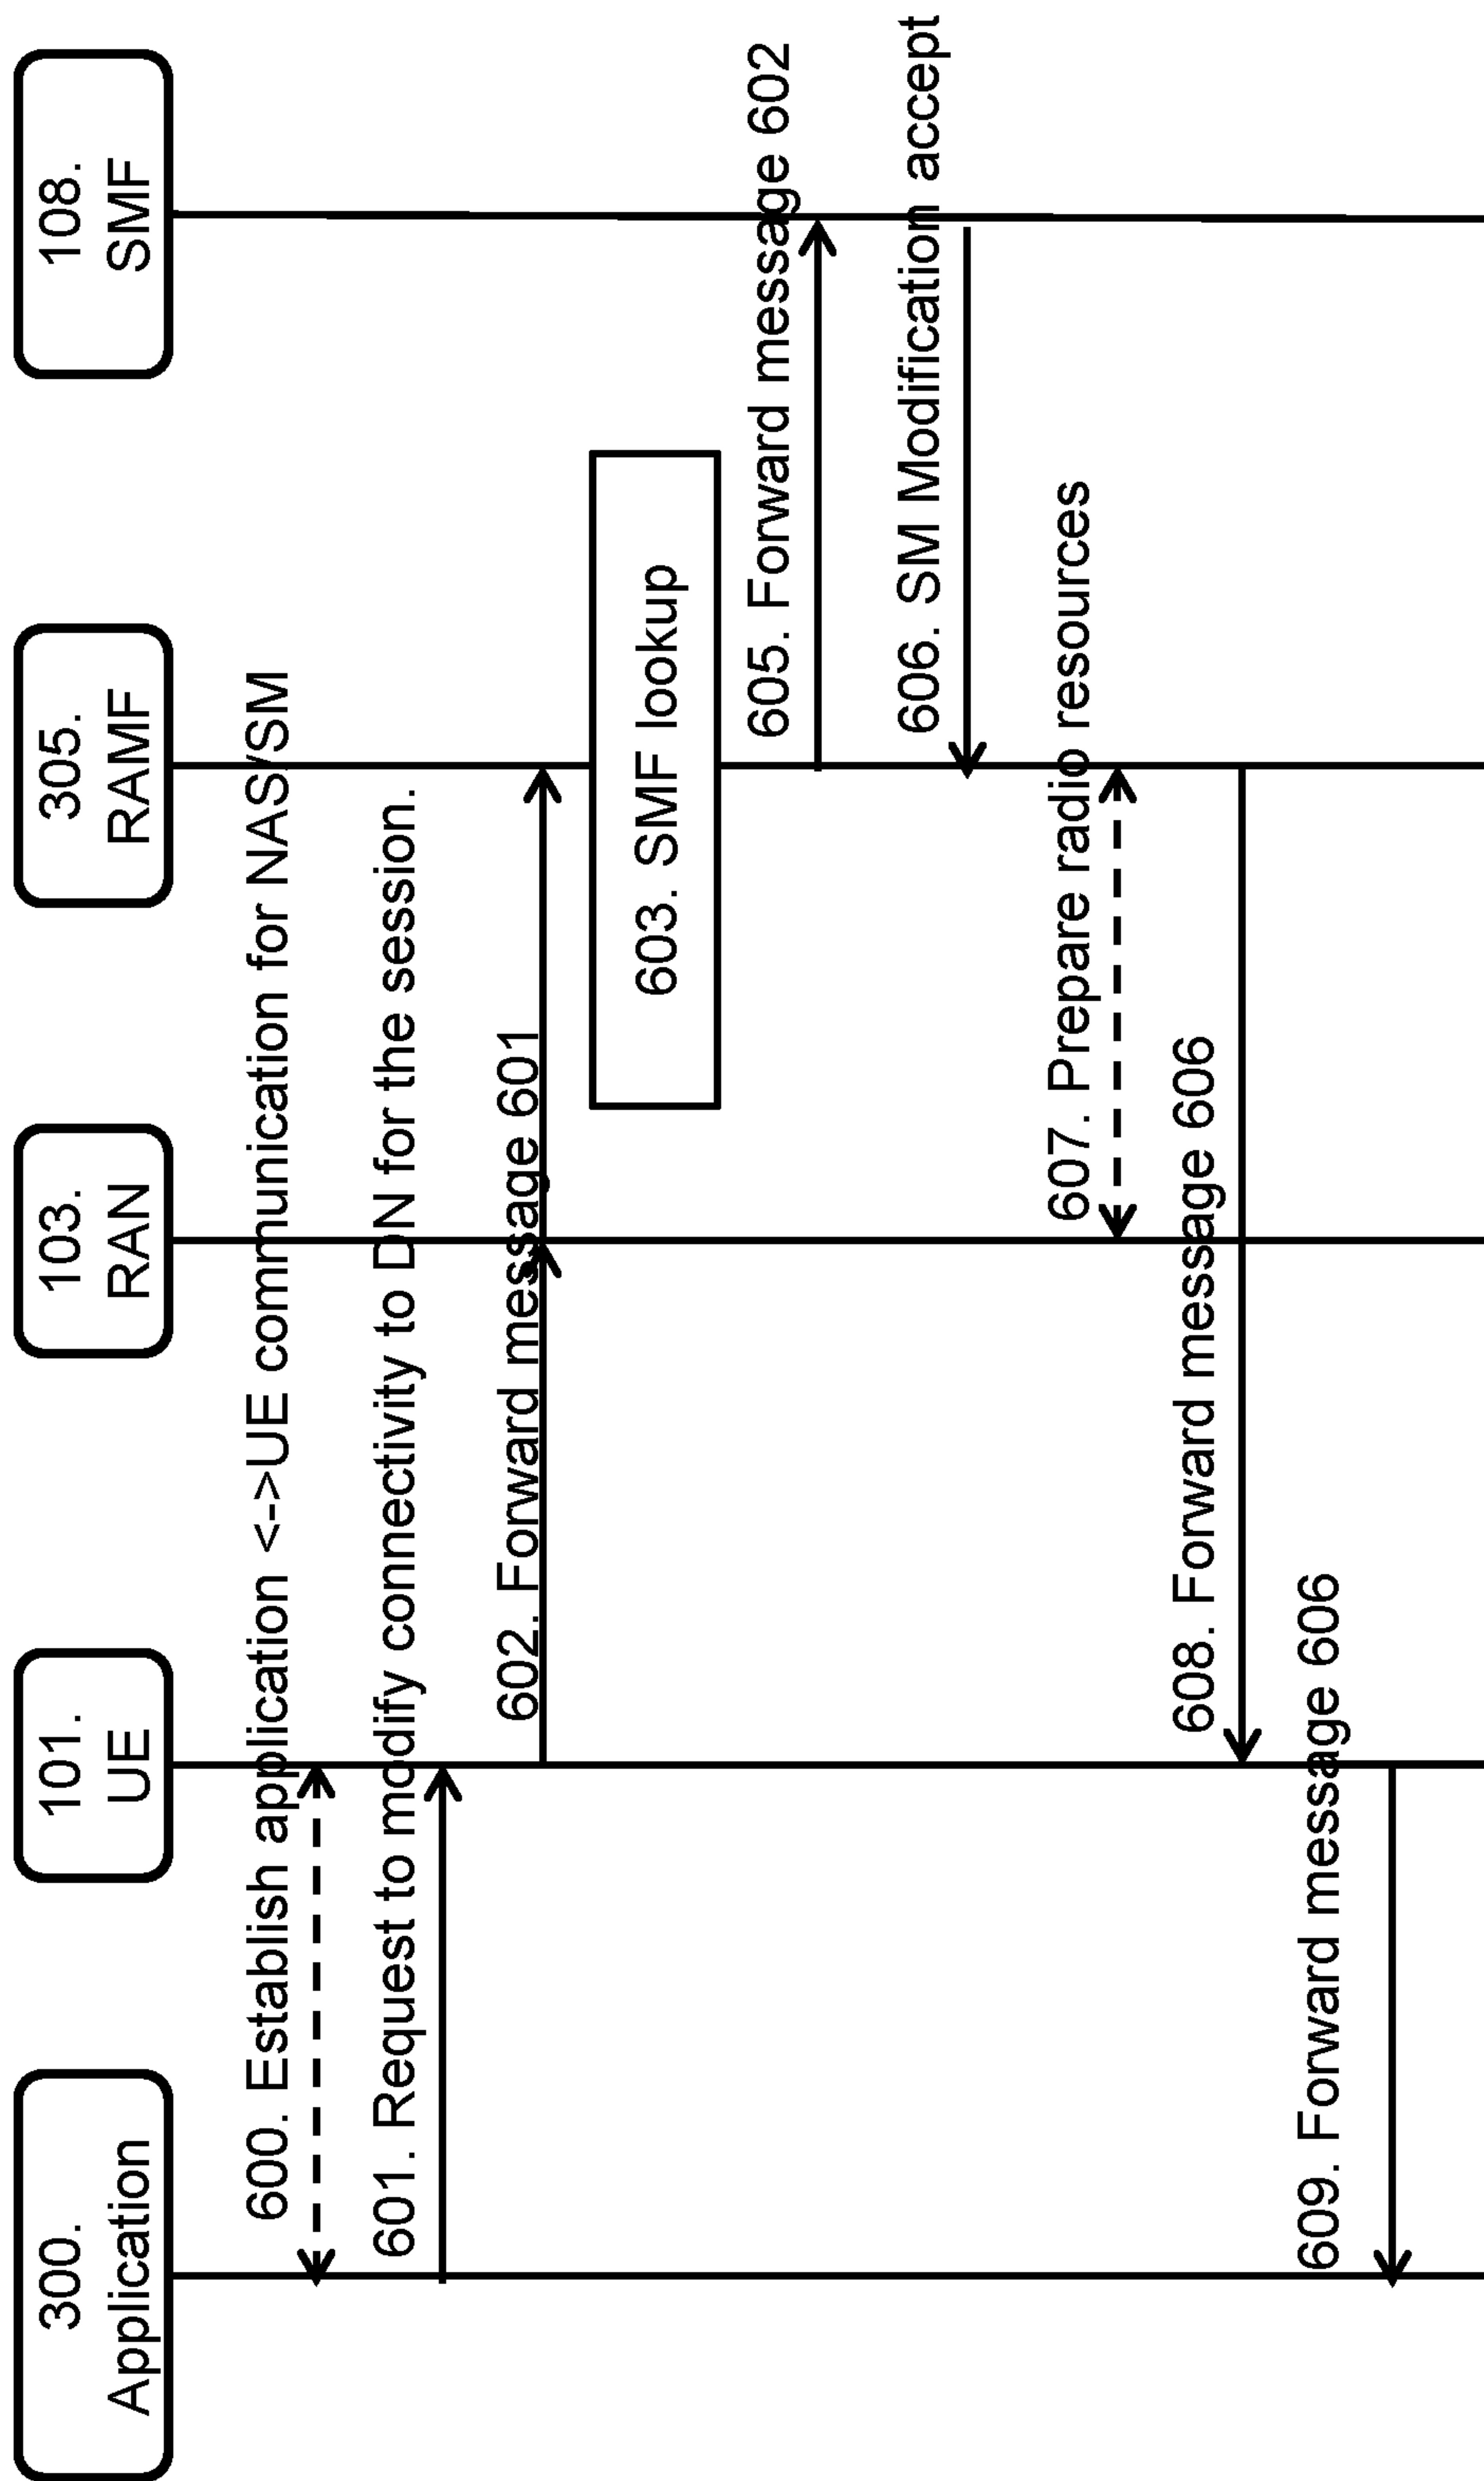 300.
Application
101.
UE
103.
RAN
305.
RAMF
108.
SMF
600. Establish application <->UE communication for NAS/SM
601. Request to modify connectivity to DN for the session.
602. Forward message 601
603. SMF lookup
605. Forward message 602
606. SM Modification accept
607. Prepare radio resources
608. Forward message 606
609. Forward message 606